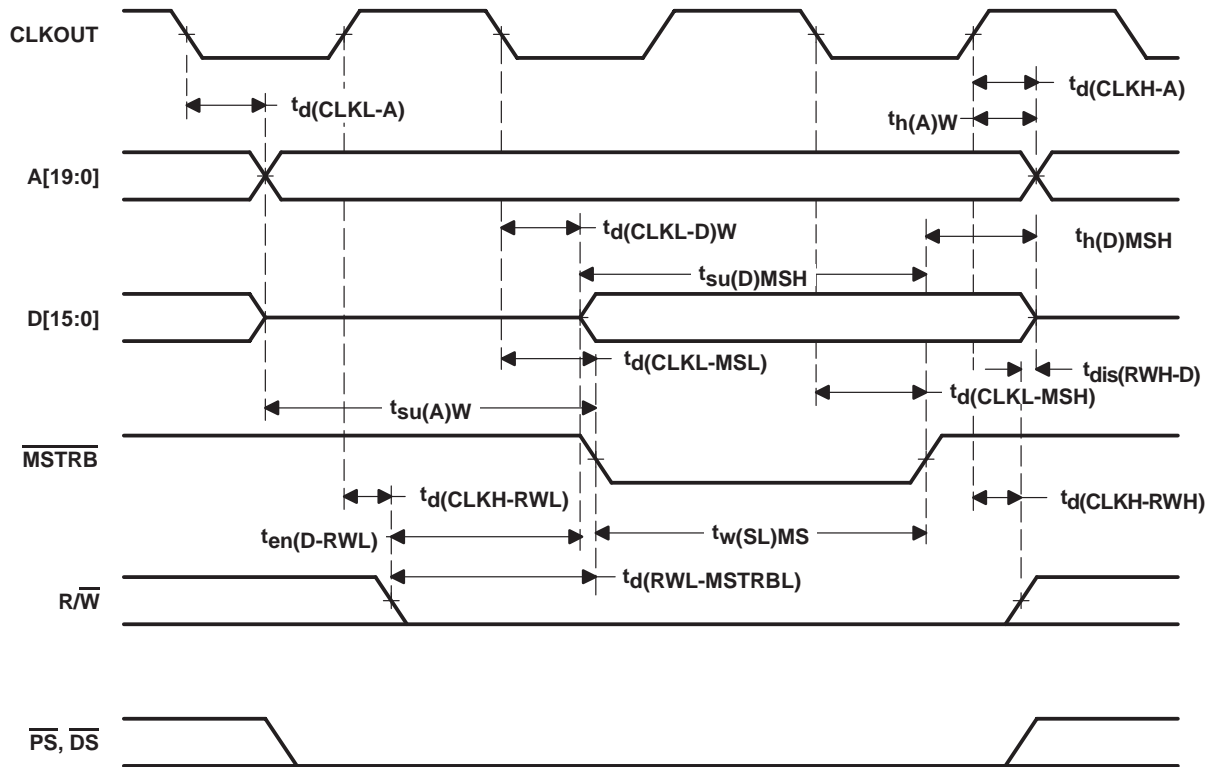 CLKOUT
td(CLKL-A)
td(CLKH-A)
th(A)W
A[19:0]
td(CLKL-D)W
th(D)MSH
tsu(D)MSH
D[15:0]
td(CLKL-MSL)
tdis(RWH-D)
td(CLKL-MSH)
tsu(A)W
MSTRB
td(CLKH-RWL)
td(CLKH-RWH)
ten(D-RWL)
tw(SL)MS
td(RWL-MSTRBL)
R/W
PS, DS